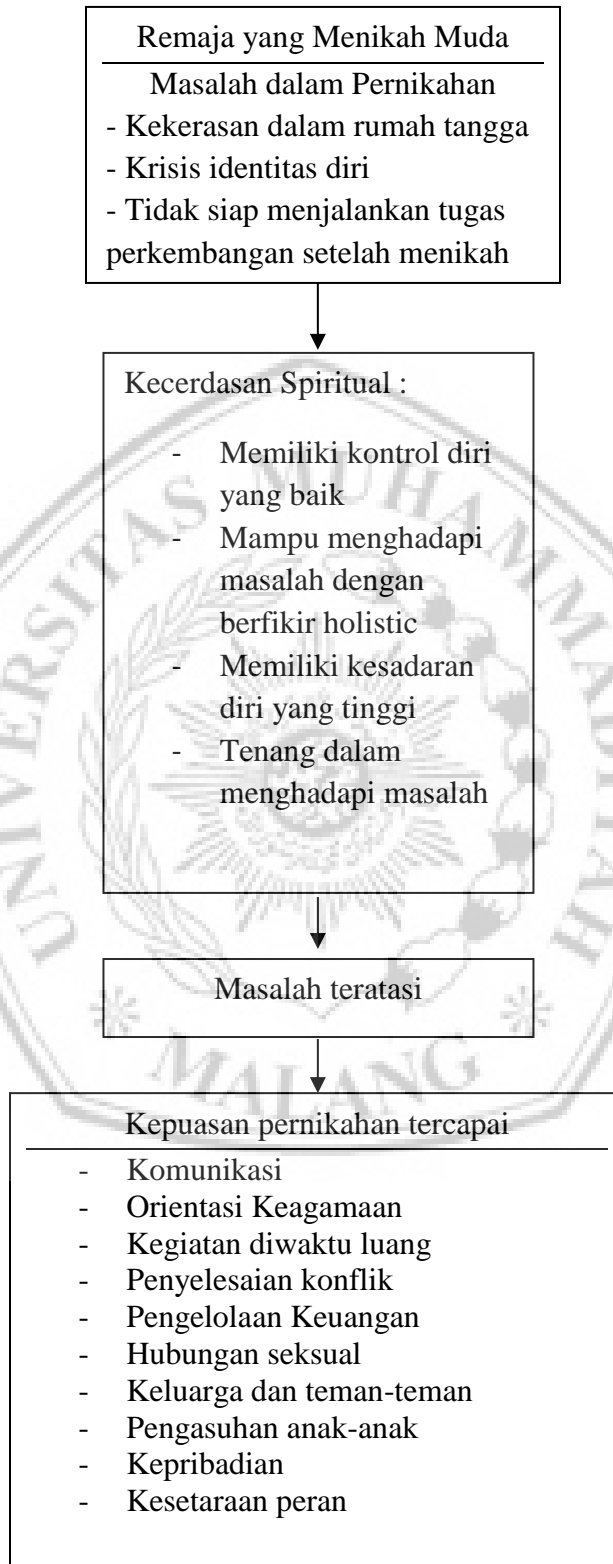 Remaja yang Menikah Muda
Masalah dalam Pernikahan
- Kekerasan dalam rumah tangga
- Krisis identitas diri
- Tidak siap menjalankan tugas
perkembangan setelah menikah
Kecerdasan Spiritual :
- Memiliki kontrol diri
yang baik
- Mampu menghadapi
masalah dengan
berfikir holistic
- Memiliki kesadaran
diri yang tinggi
- Tenang dalam
menghadapi masalah
Masalah teratasi
Kepuasan pernikahan tercapai
- Komunikasi
- Orientasi Keagamaan
- Kegiatan diwaktu luang
- Penyelesaian konflik
- Pengelolaan Keuangan
- Hubungan seksual
- Keluarga dan teman-teman
- Pengasuhan anak-anak
- Kepribadian
- Kesetaraan peran
UNIVERSITAS MUHAMMADIYAH
MALANG